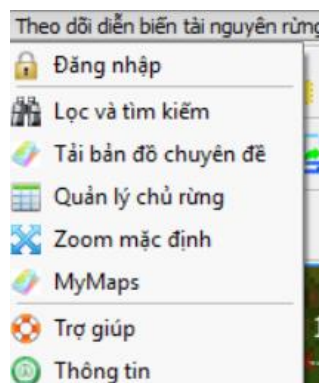 Theo dõi diễn biến tài nguyên rừng
Đăng nhập
Lọc và tìm kiếm
Tải bản đồ chuyên đề
Quản lý chủ rừng
Zoom mặc định
MyMaps
Trợ giúp
Thông tin